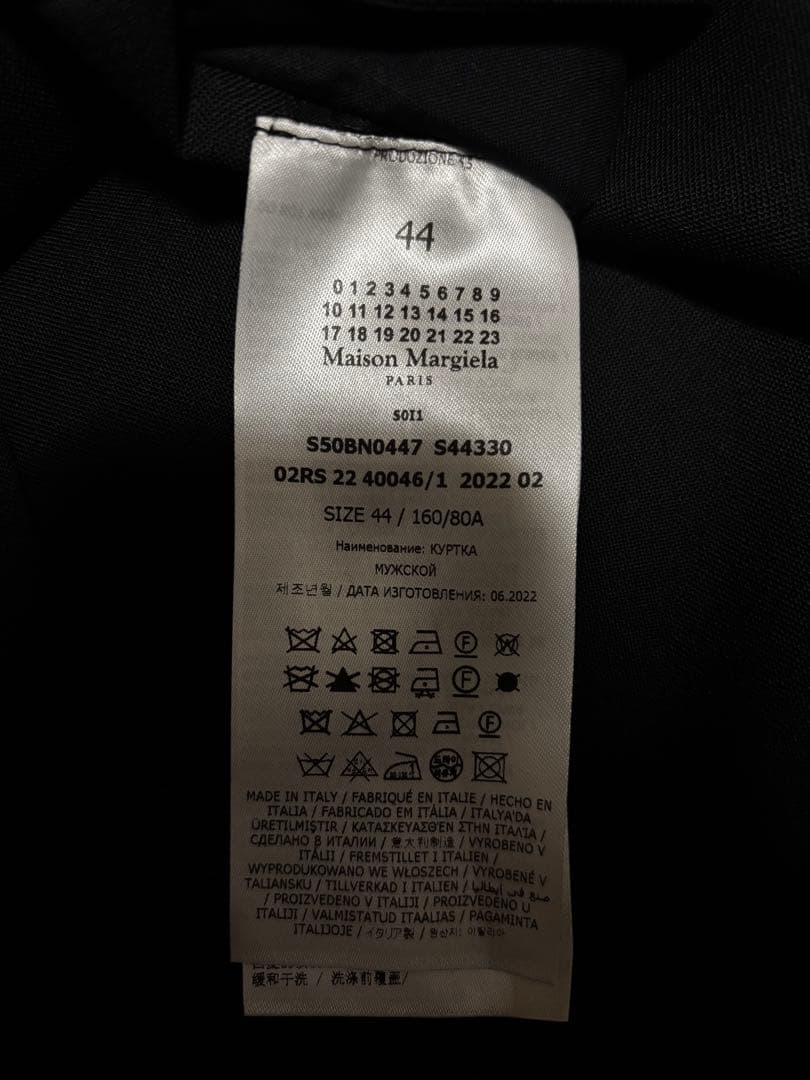 PRODUZIONE
44
0 1 2 3 4 5 6 7 8 9
10 11 12 13 14 15 16
17 18 19 20 21 22 23
Maison Margiela
PARIS
S0I1
S50BN0447 S44330
02RS 22 40046/1 2022 02
SIZE 44 / 160/80A
Наименование: КУРТКА
МУЖСКОЙ
제조년월 / ДАТА ИЗГОТОВЛЕНИЯ: 06.2022
F W
F
F
MADE IN ITALY / FABRIQUÉ EN ITALIE / HECHO EN
ITALIA / FABRICADO EM ITÁLIA / ITALYA'DA
ÜRETILMIŞTIR / ΚΑΤΑΣΚΕΥΑΣΘΕΝ ΣΤΗΝ ΙΤΑΛΙΑ /
СДЕЛАНО В ИТАЛИИ / 意大利制造 / VYROBENO V
ITÁLII / FREMSTILLET I ITALIEN /
WYPRODUKOWANO WE WŁOSZECH / VYROBENÉ V
TALIANSKU / TILLVERKAD I ITALIEN / صنع في إيطاليا
/ PROIZVEDENO V ITALIJI / PROIZVEDENO U
ITALIJI / VALMISTATUD ITAALIAS / PAGAMINTA
ITALIJOJE / イタリア製 / 원산지: 이탈리아
缓和干洗 / 洗涤前覆盖/